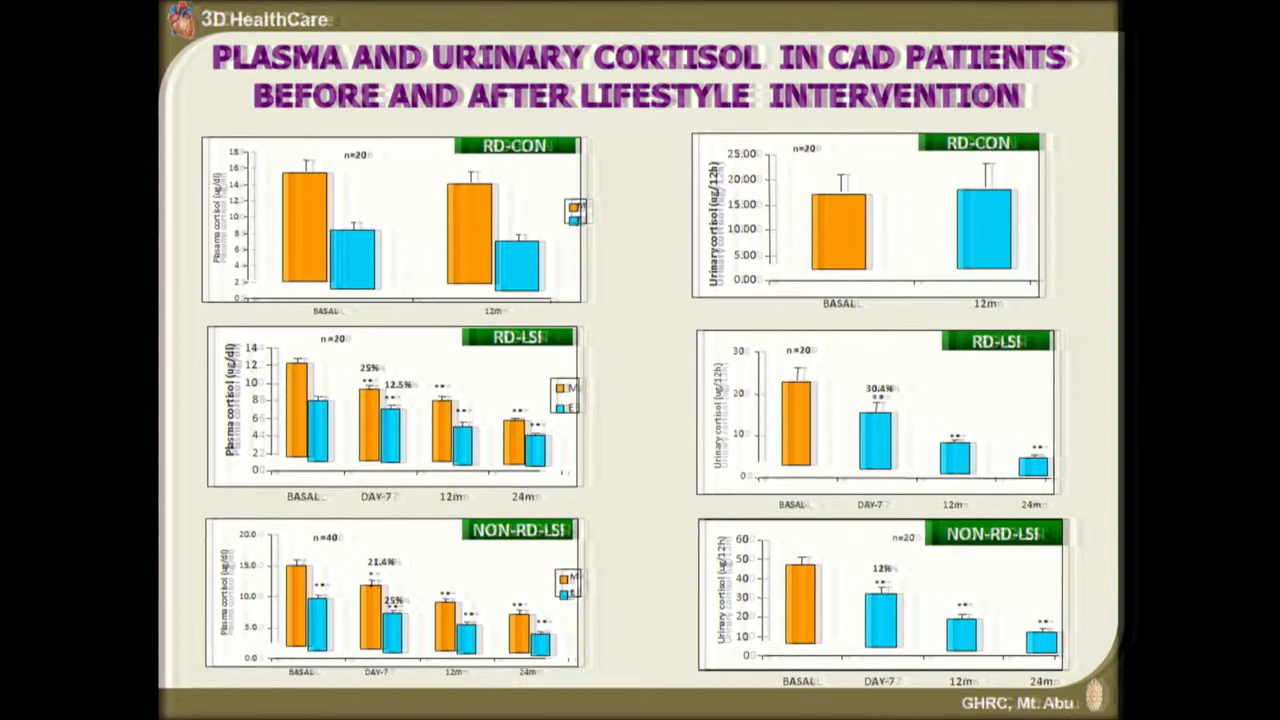 3D HealthCare
PLASMA AND URINARY CORTISOL IN CAD PATIENTS
BEFORE AND AFTER LIFESTYLE INTERVENTION
RD-CON
n=20
Plasma cortisol (ug/dl)
18
16
14
12
10
8
6
4
2
0
BASAL
12m
M
E
RD-CON
n=20
Urinary cortisol (ug/12h)
25.00
20.00
15.00
10.00
5.00
0.00
BASAL
12m
RD-LSI
n=20
Plasma cortisol (ug/dl)
14
12
10
8
6
4
2
0
25%
**
12.5%
**
**
**
**
**
BASAL
DAY-7
12m
24m
M
E
RD-LSI
n=20
Urinary cortisol (ug/12h)
30
20
10
0
30.4%
**
**
**
BASAL
DAY-7
12m
24m
NON-RD-LSI
n=40
Plasma cortisol (ug/dl)
20.0
15.0
10.0
5.0
0.0
**
21.4%
**
25%
**
**
**
**
**
BASAL
DAY-7
12m
24m
M
E
NON-RD-LSI
n=20
Urinary cortisol (ug/12h)
60
50
40
30
20
10
0
12%
**
**
**
BASAL
DAY-7
12m
24m
GHRC, Mt. Abu